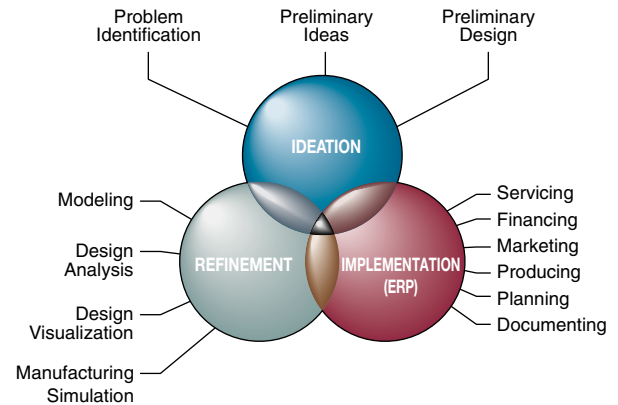 Problem
Identification
Preliminary
Ideas
Preliminary
Design
IDEATION
Modeling
Design
Analysis
Design
Visualization
Manufacturing
Simulation
REFINEMENT
IMPLEMENTATION
(ERP)
Servicing
Financing
Marketing
Producing
Planning
Documenting